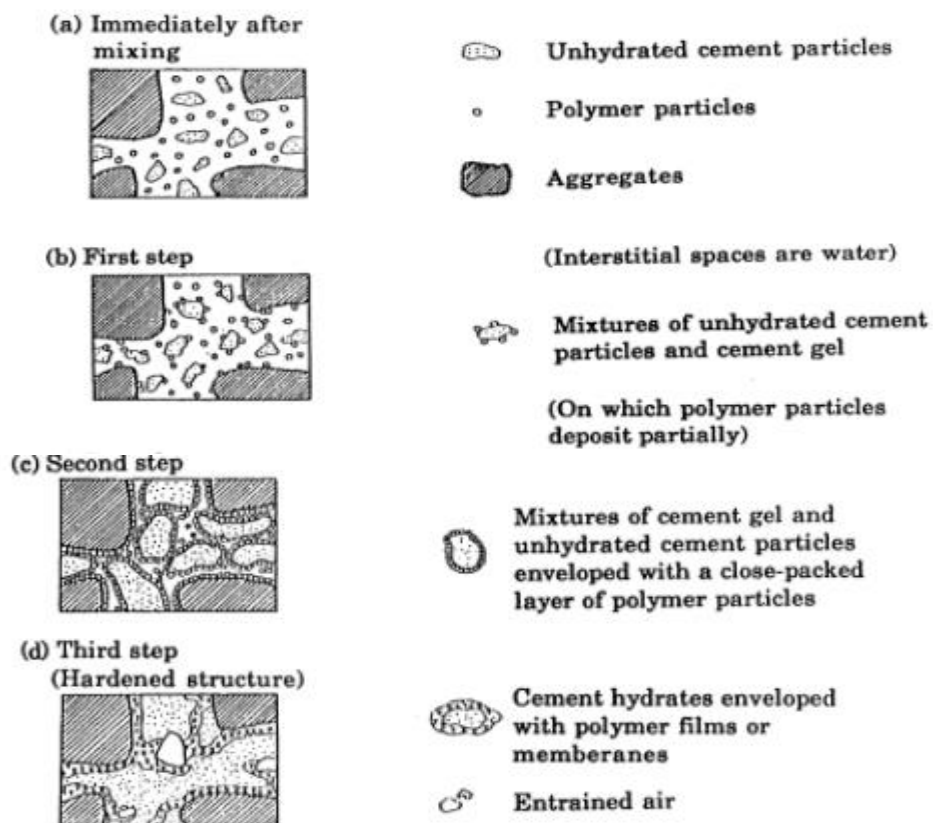 (a) Immediately after
mixing
Unhydrated cement particles
Polymer particles
Aggregates
(b) First step
(Interstitial spaces are water)
Mixtures of unhydrated cement
particles and cement gel
(On which polymer particles
deposit partially)
(c) Second step
Mixtures of cement gel and
unhydrated cement particles
enveloped with a close-packed
layer of polymer particles
(d) Third step
(Hardened structure)
Cement hydrates enveloped
with polymer films or
memberanes
Entrained air